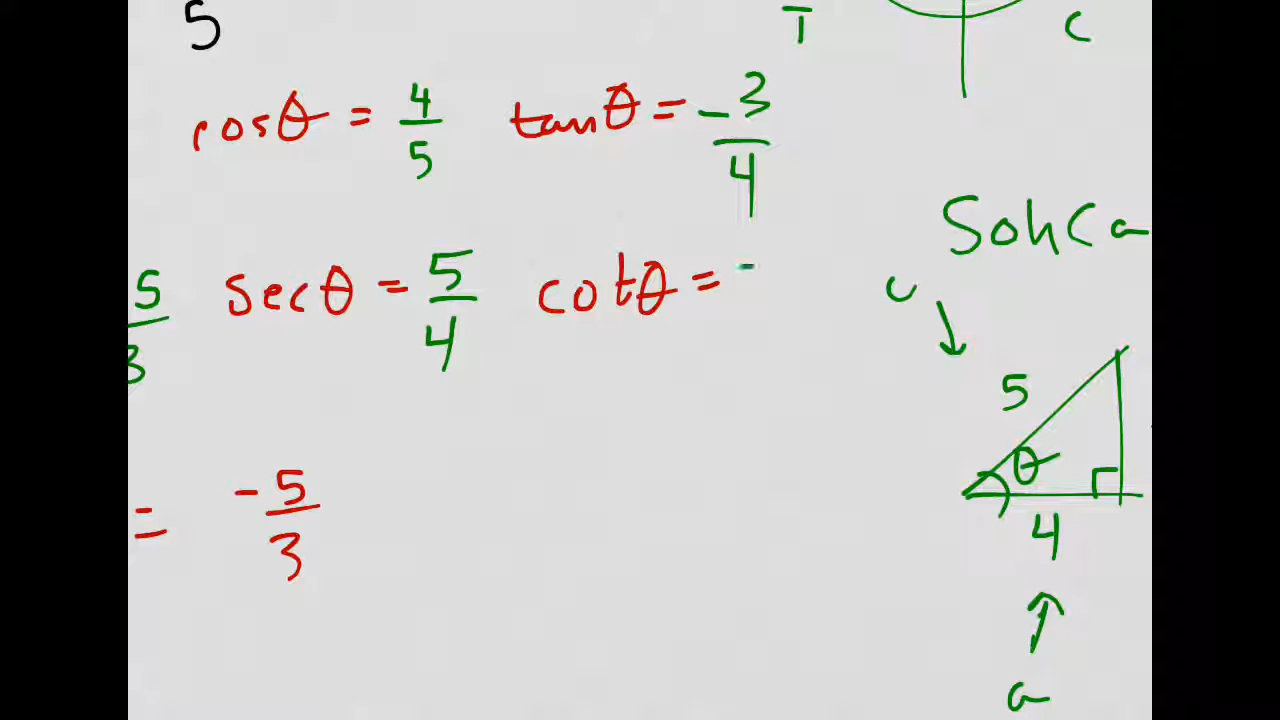 5
T C
cosθ = 4/5 tanθ = -3/4
SohCa
5/3 secθ = 5/4 cotθ = -
5
θ
4
= -5/3
a